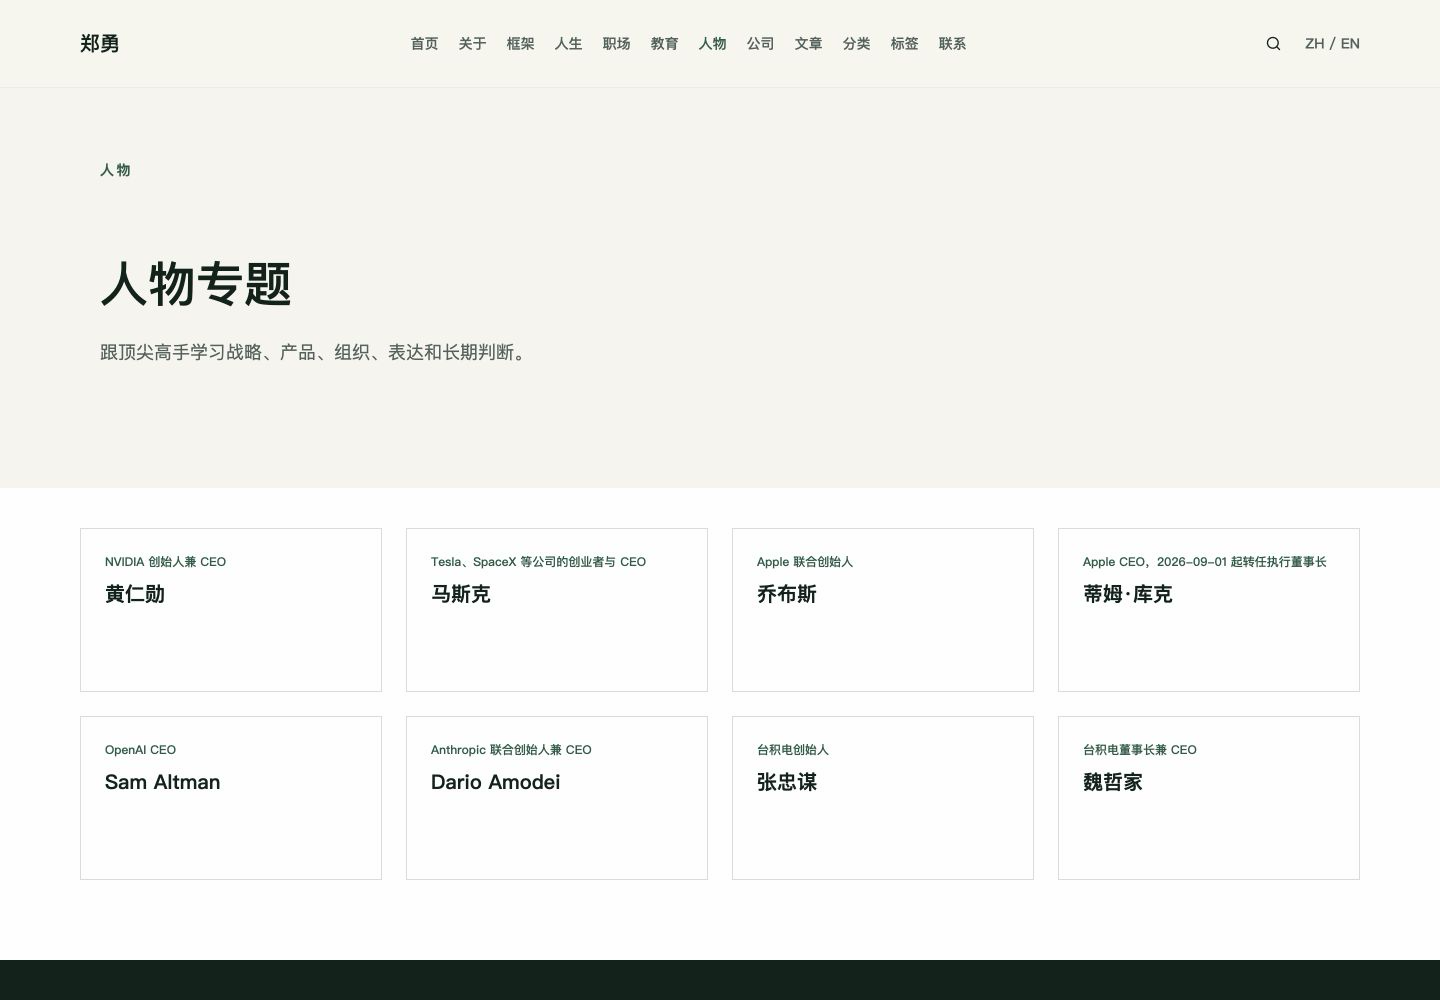 郑勇
首页 关于 框架 人生 职场 教育 人物 公司 文章 分类 标签 联系
ZH / EN
人物
人物专题
跟顶尖高手学习战略、产品、组织、表达和长期判断。
NVIDIA 创始人兼 CEO
黄仁勋
Tesla、SpaceX 等公司的创业者与 CEO
马斯克
Apple 联合创始人
乔布斯
Apple CEO，2026-09-01 起转任执行董事长
蒂姆·库克
OpenAI CEO
Sam Altman
Anthropic 联合创始人兼 CEO
Dario Amodei
台积电创始人
张忠谋
台积电董事长兼 CEO
魏哲家